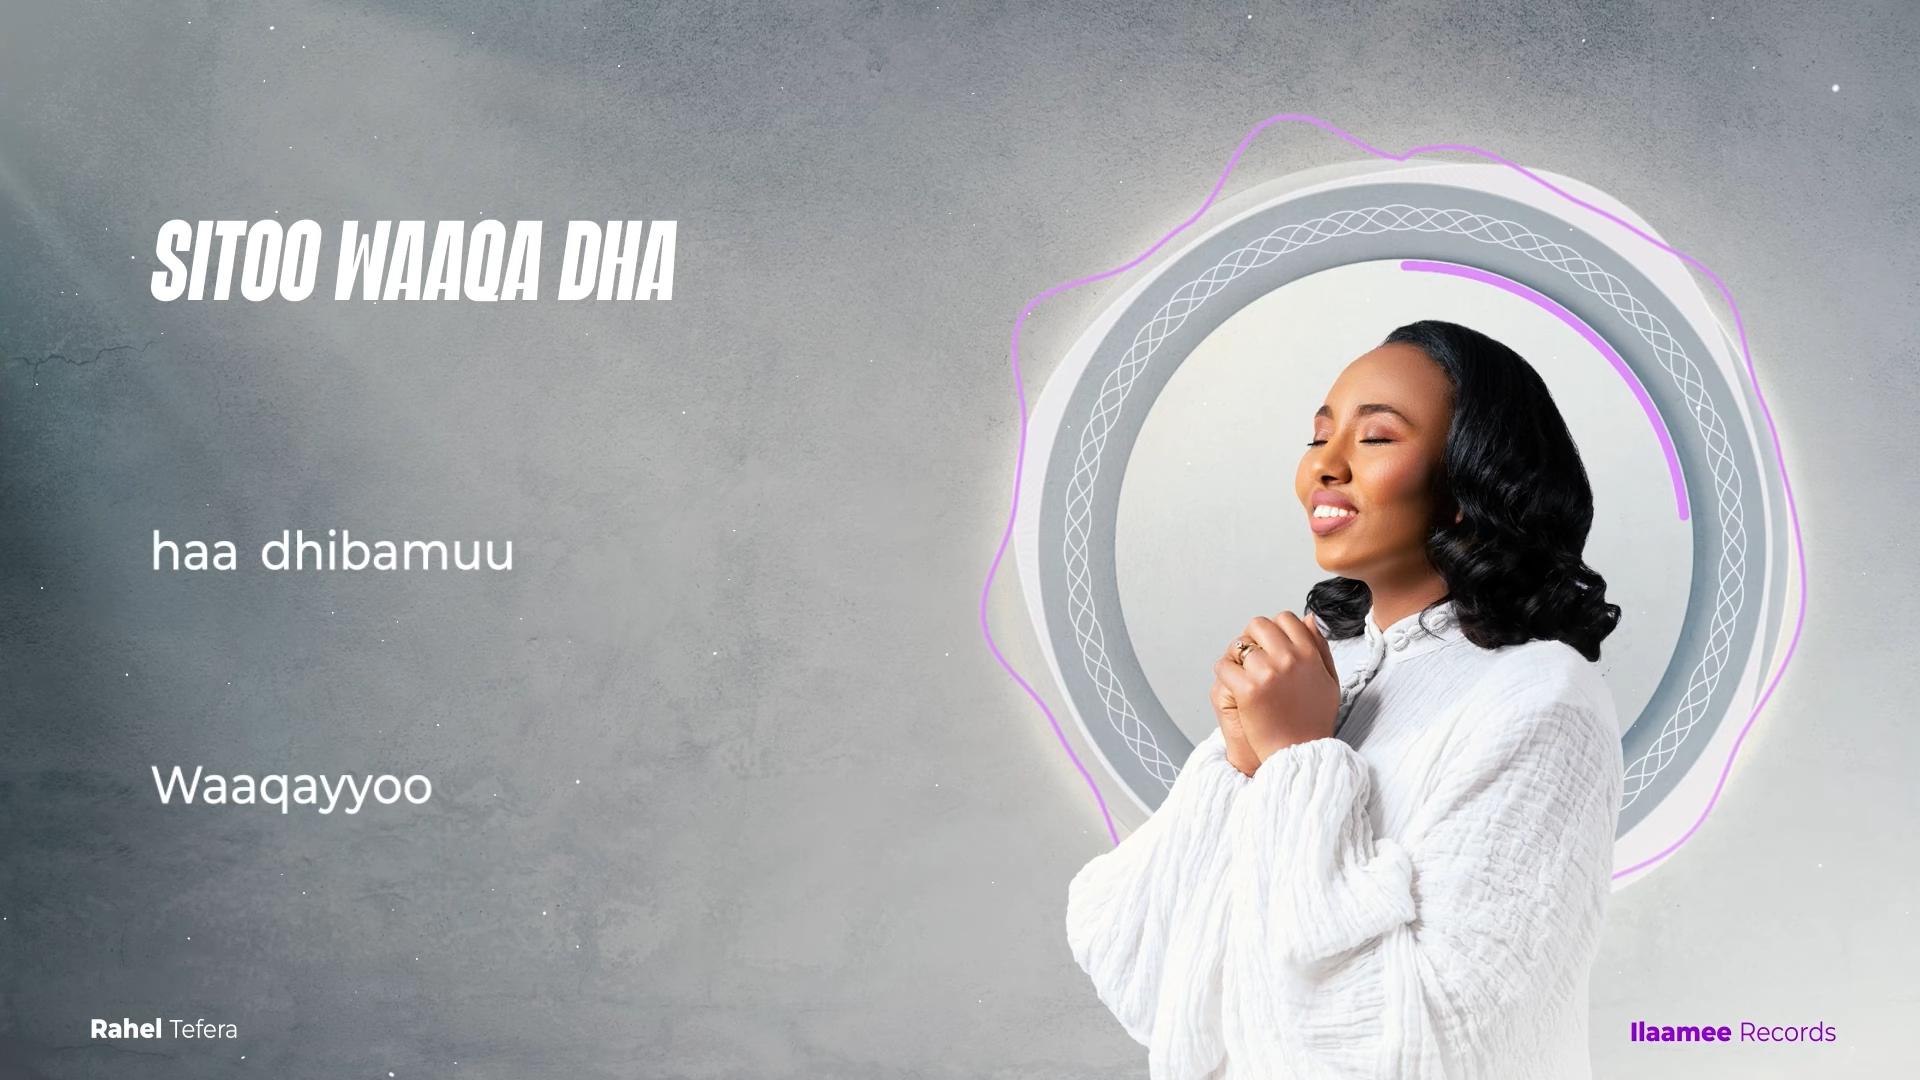 SITOO WAAQA DHA
haa dhibamuu
Waaqayyoo
Rahel Tefera
Ilaamee Records